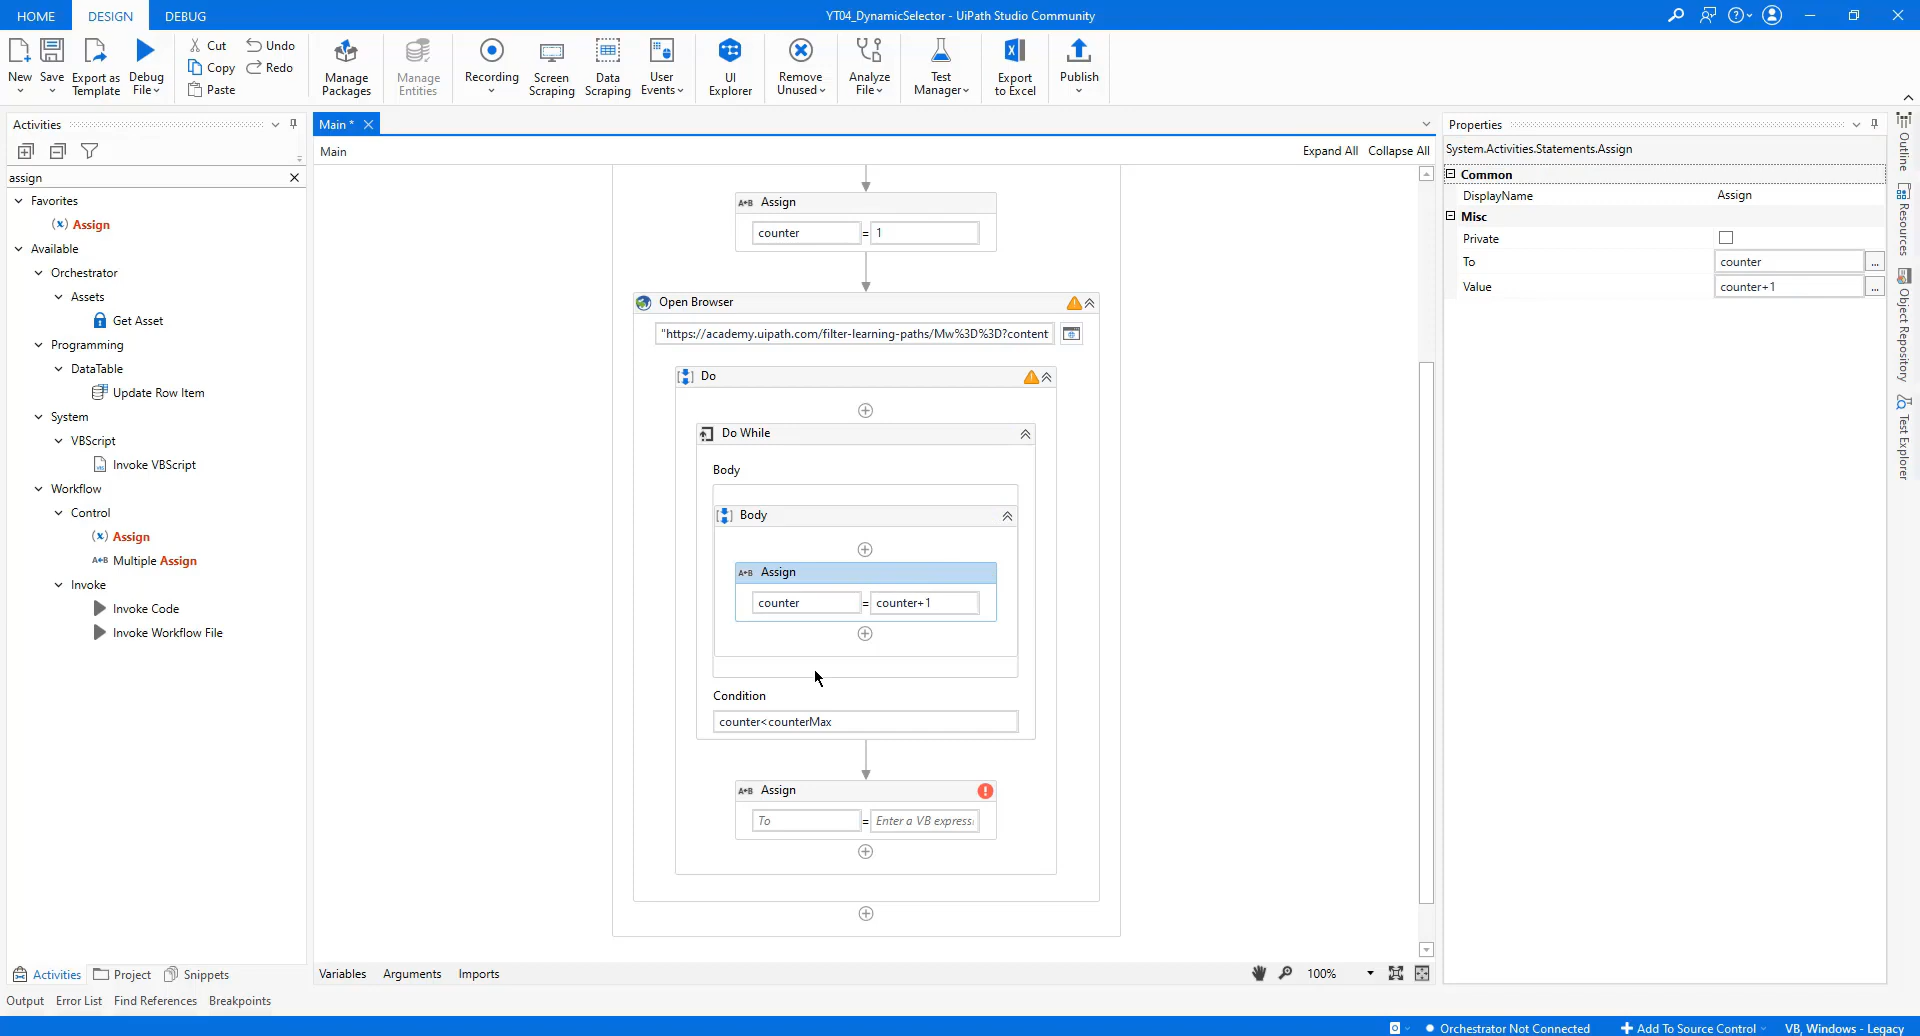 HOME DESIGN DEBUG
YT04_DynamicSelector - UiPath Studio Community
New Save Export as Template Debug File
Cut Undo
Copy Redo
Paste
Manage Packages
Manage Entities
Recording
Screen Scraping
Data Scraping
User Events
UI Explorer
Remove Unused
Analyze File
Test Manager
Export to Excel
Publish
Activities
assign
Favorites
(x) Assign
Available
Orchestrator
Assets
Get Asset
Programming
DataTable
Update Row Item
System
VBScript
Invoke VBScript
Workflow
Control
(x) Assign
A+B Multiple Assign
Invoke
Invoke Code
Invoke Workflow File
Activities Project Snippets
Main *
Main
Expand All Collapse All
A+B Assign
counter = 1
Open Browser
"https://academy.uipath.com/filter-learning-paths/Mw%3D%3D?content
Do
Do While
Body
Body
A+B Assign
counter = counter+1
Condition
counter<counterMax
A+B Assign
To = Enter a VB express
Variables Arguments Imports
100%
Properties
System.Activities.Statements.Assign
Common
DisplayName Assign
Misc
Private
To counter ...
Value counter+1 ...
Outline
Resources
Object Repository
Test Explorer
Output Error List Find References Breakpoints
Orchestrator Not Connected Add To Source Control VB, Windows - Legacy